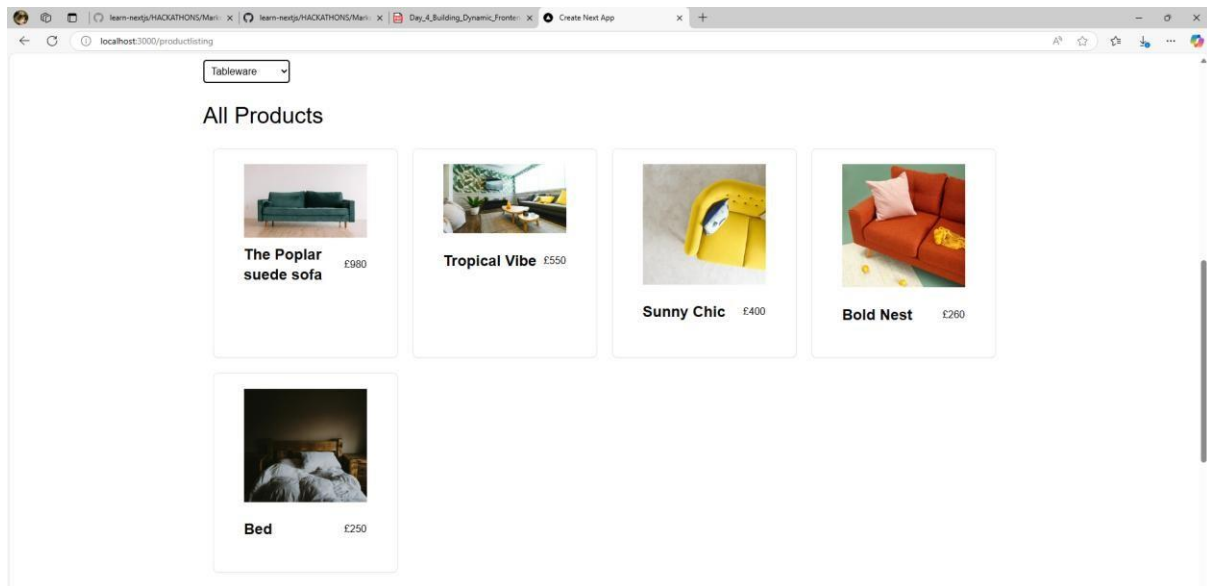 learn-nextjs/HACKATHONS/Mark
learn-nextjs/HACKATHONS/Mark
Day_4_Building_Dynamic_Fronten
Create Next App
localhost:3000/productlisting
Tableware
All Products
The Poplar
suede sofa
£980
Tropical Vibe £550
Sunny Chic £400
Bold Nest £260
Bed £250